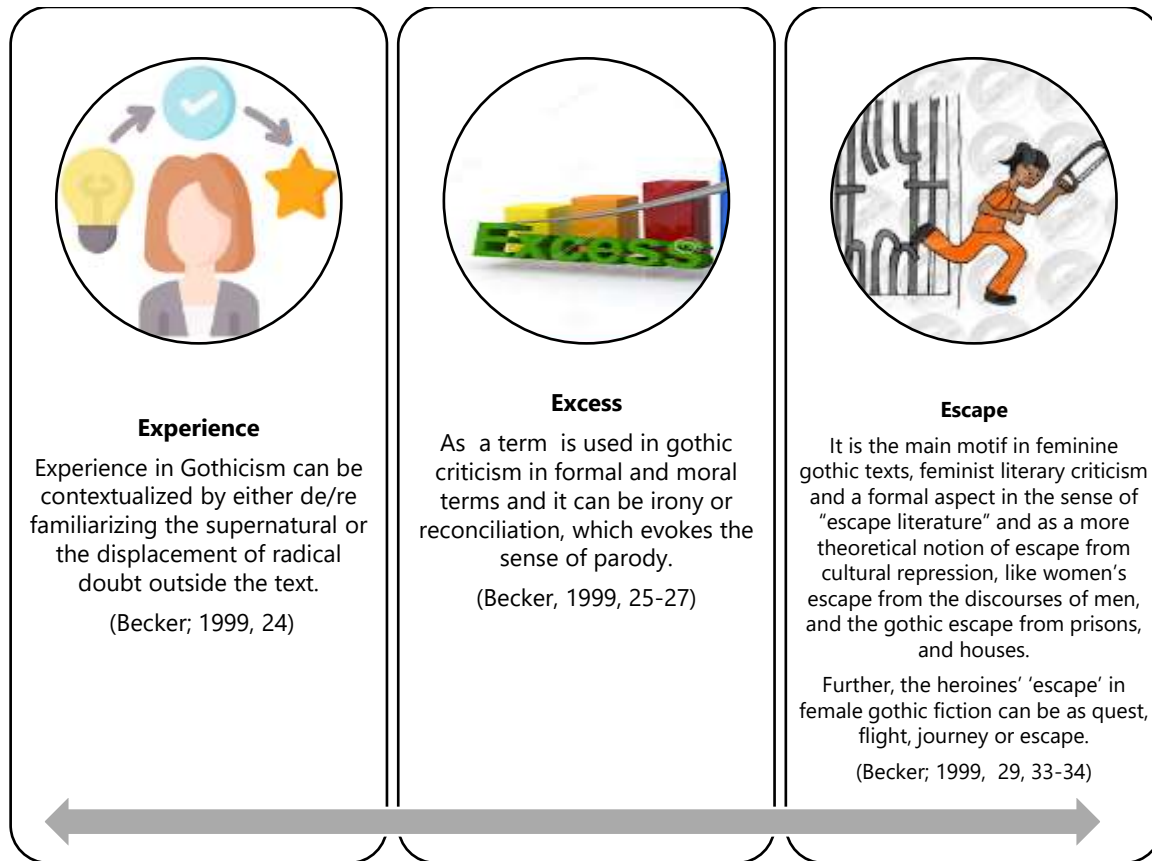 Excess
Experience
Experience in Gothicism can be
contextualized by either de/re
familiarizing the supernatural or
the displacement of radical
doubt outside the text.
(Becker; 1999, 24)
Excess
As a term is used in gothic
criticism in formal and moral
terms and it can be irony or
reconciliation, which evokes the
sense of parody.
(Becker, 1999, 25-27)
Escape
It is the main motif in feminine
gothic texts, feminist literary criticism
and a formal aspect in the sense of
“escape literature” and as a more
theoretical notion of escape from
cultural repression, like women’s
escape from the discourses of men,
and the gothic escape from prisons,
and houses.
Further, the heroines’ ‘escape’ in
female gothic fiction can be as quest,
flight, journey or escape.
(Becker; 1999, 29, 33-34)